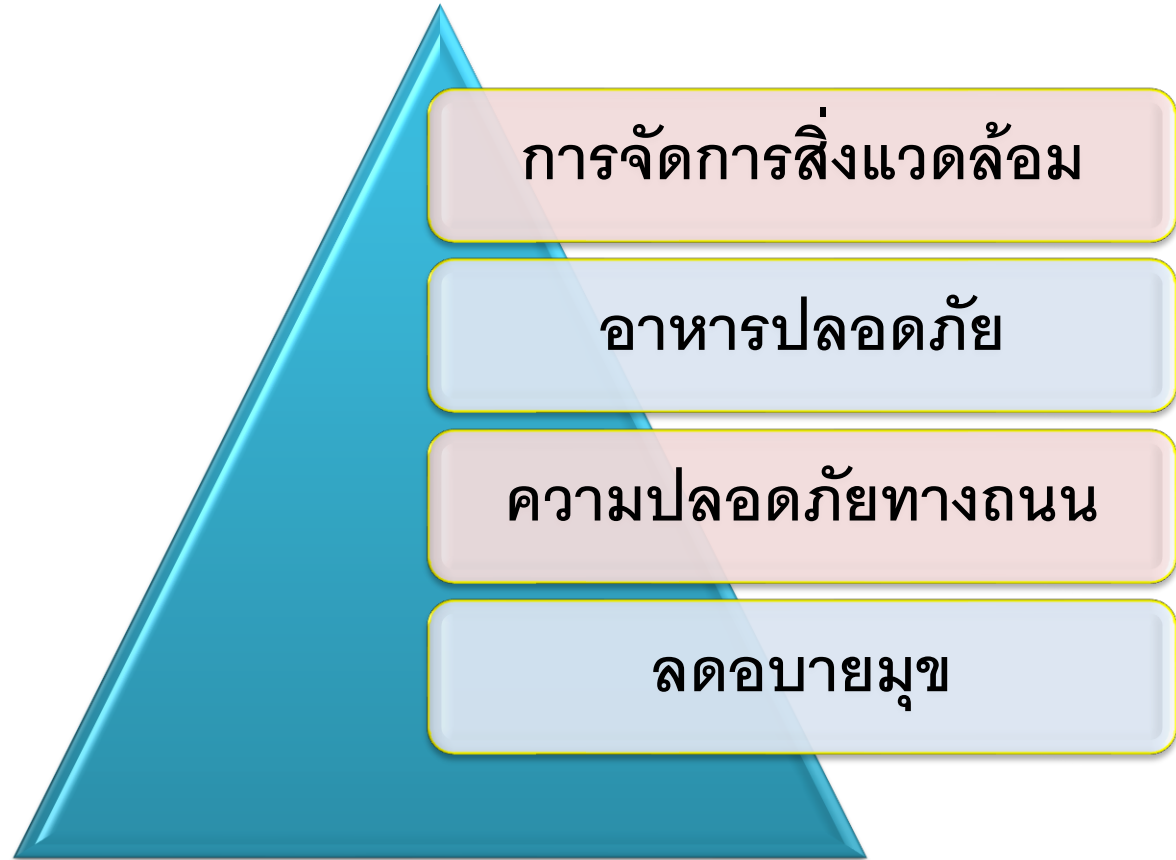 การจัดการสิ่งแวดล้อม
อาหารปลอดภัย
ความปลอดภัยทางถนน
ลดอบายมุข